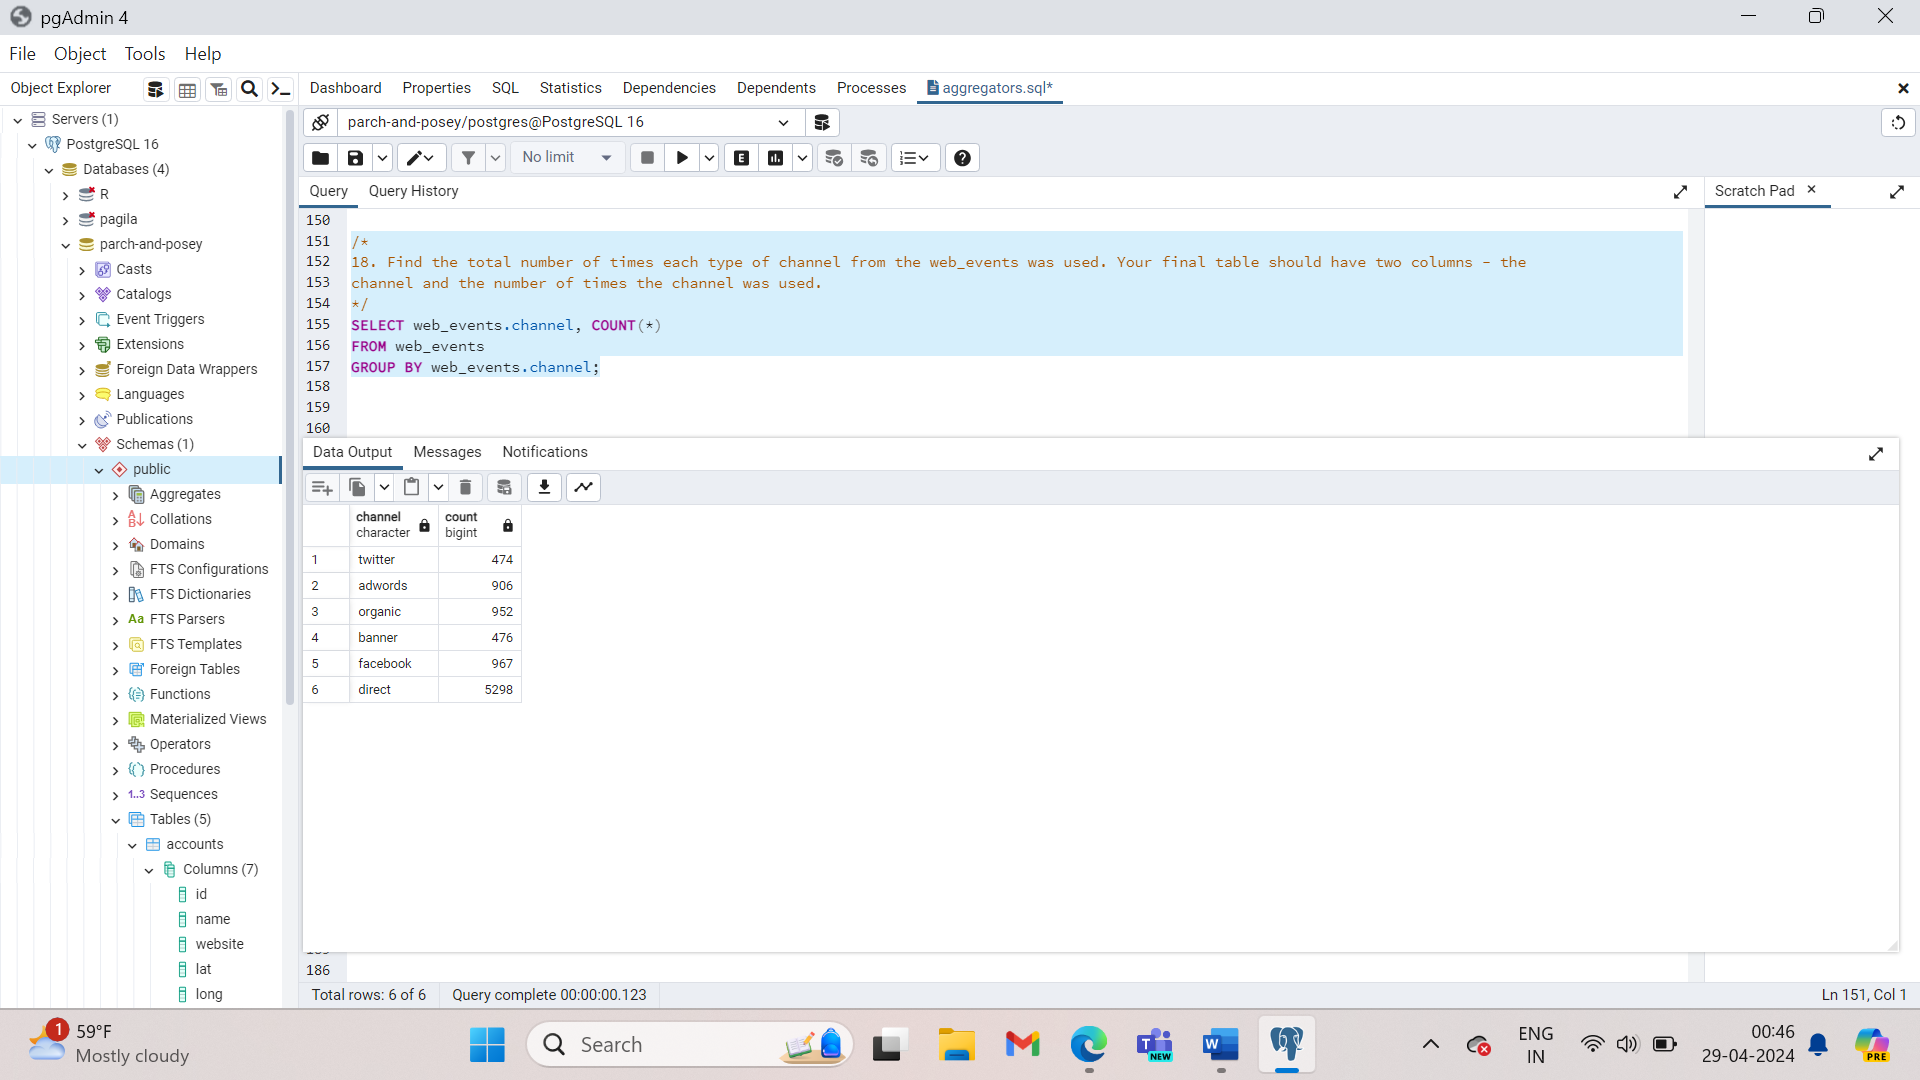 pgAdmin 4
File Object Tools Help
Object Explorer
Dashboard Properties SQL Statistics Dependencies Dependents Processes aggregators.sql*
Servers (1)
PostgreSQL 16
Databases (4)
R
pagila
parch-and-posey
Casts
Catalogs
Event Triggers
Extensions
Foreign Data Wrappers
Languages
Publications
Schemas (1)
public
Aggregates
Collations
Domains
FTS Configurations
FTS Dictionaries
Aa FTS Parsers
FTS Templates
Foreign Tables
Functions
Materialized Views
Operators
Procedures
1..3 Sequences
Tables (5)
accounts
Columns (7)
id
name
website
lat
long
parch-and-posey/postgres@PostgreSQL 16
No limit
E
Query Query History
Scratch Pad
150
151 /*
152 18. Find the total number of times each type of channel from the web_events was used. Your final table should have two columns - the
153 channel and the number of times the channel was used.
154 */
155 SELECT web_events.channel, COUNT(*)
156 FROM web_events
157 GROUP BY web_events.channel;
158
159
160
Data Output Messages Notifications
channel count
character bigint
1 twitter 474
2 adwords 906
3 organic 952
4 banner 476
5 facebook 967
6 direct 5298
186
Total rows: 6 of 6 Query complete 00:00:00.123 Ln 151, Col 1
1 59°F
Mostly cloudy
Search
NEW
ENG
IN
00:46
29-04-2024
PRE